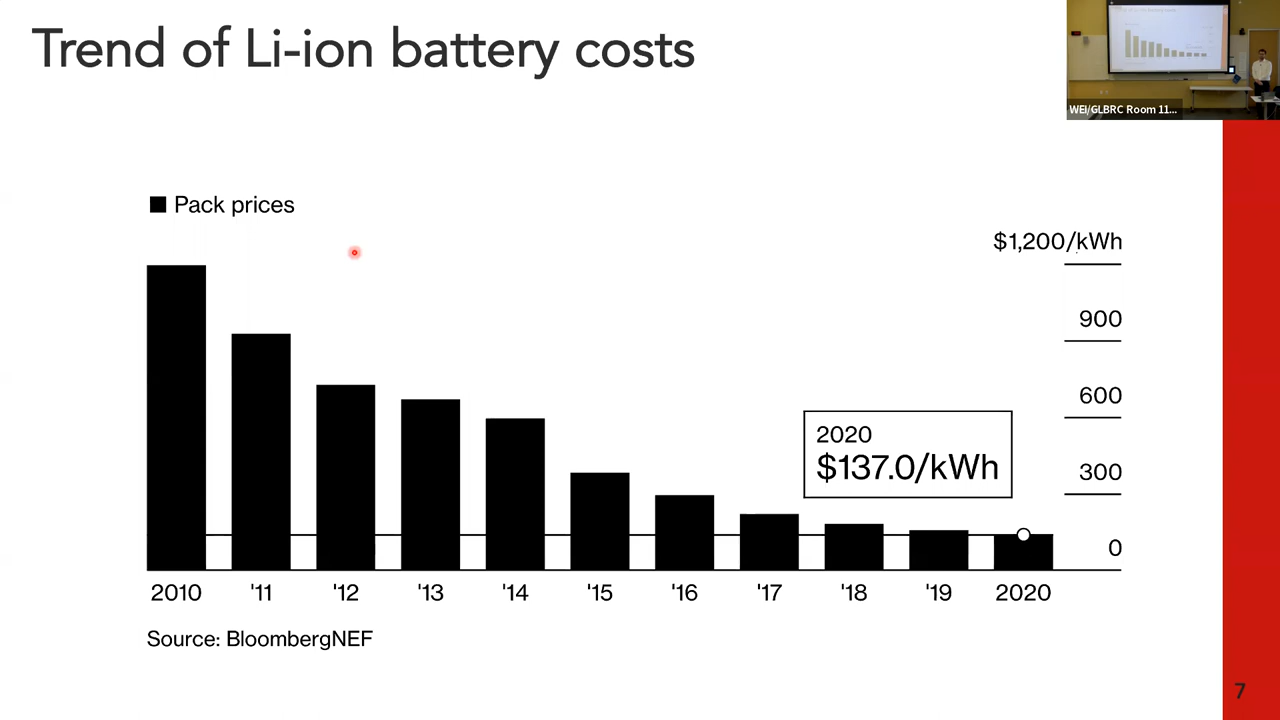 Trend of Li-ion battery costs
WEI/GLBRC Room 11...
Pack prices
$1,200/kWh
900
600
300
0
2020
$137.0/kWh
2010 '11 '12 '13 '14 '15 '16 '17 '18 '19 2020
Source: BloombergNEF
7